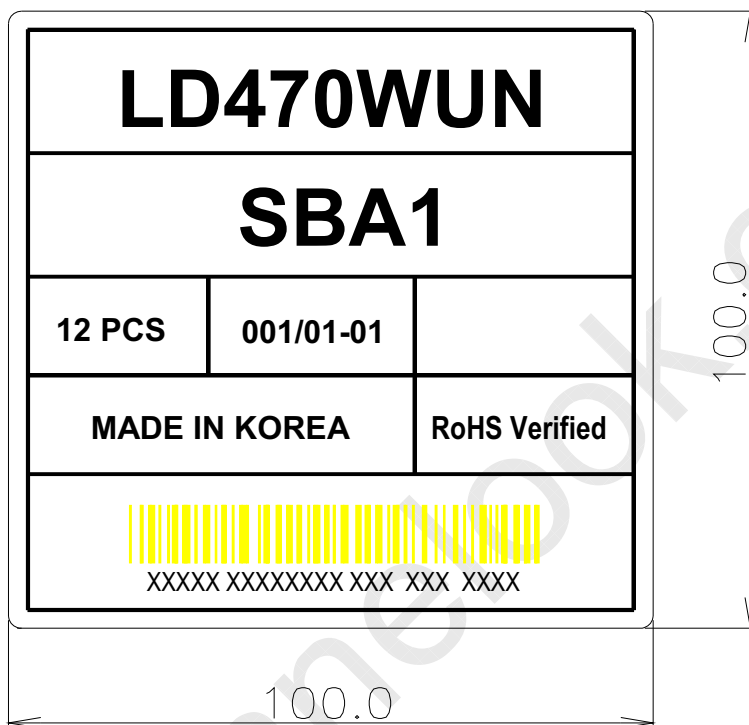 LD470WUN
SBA1
12 PCS 001/01-01
MADE IN KOREA RoHS Verified
XXXXX XXXXXXXX XXX XXX XXXX
100.0
100.0